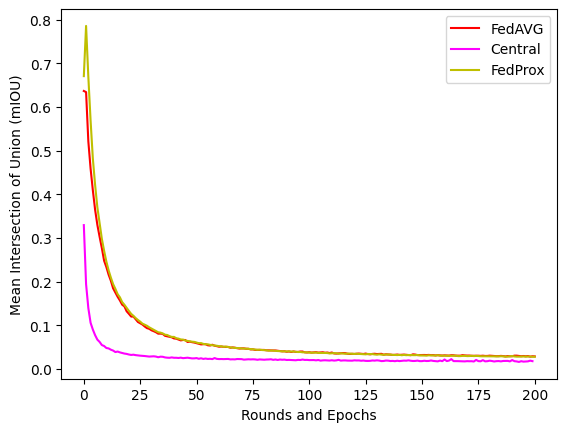 FedAVG
Central
FedProx
Mean Intersection of Union (mIOU)
0.8
0.7
0.6
0.5
0.4
0.3
0.2
0.1
0.0
0 25 50 75 100 125 150 175 200
Rounds and Epochs